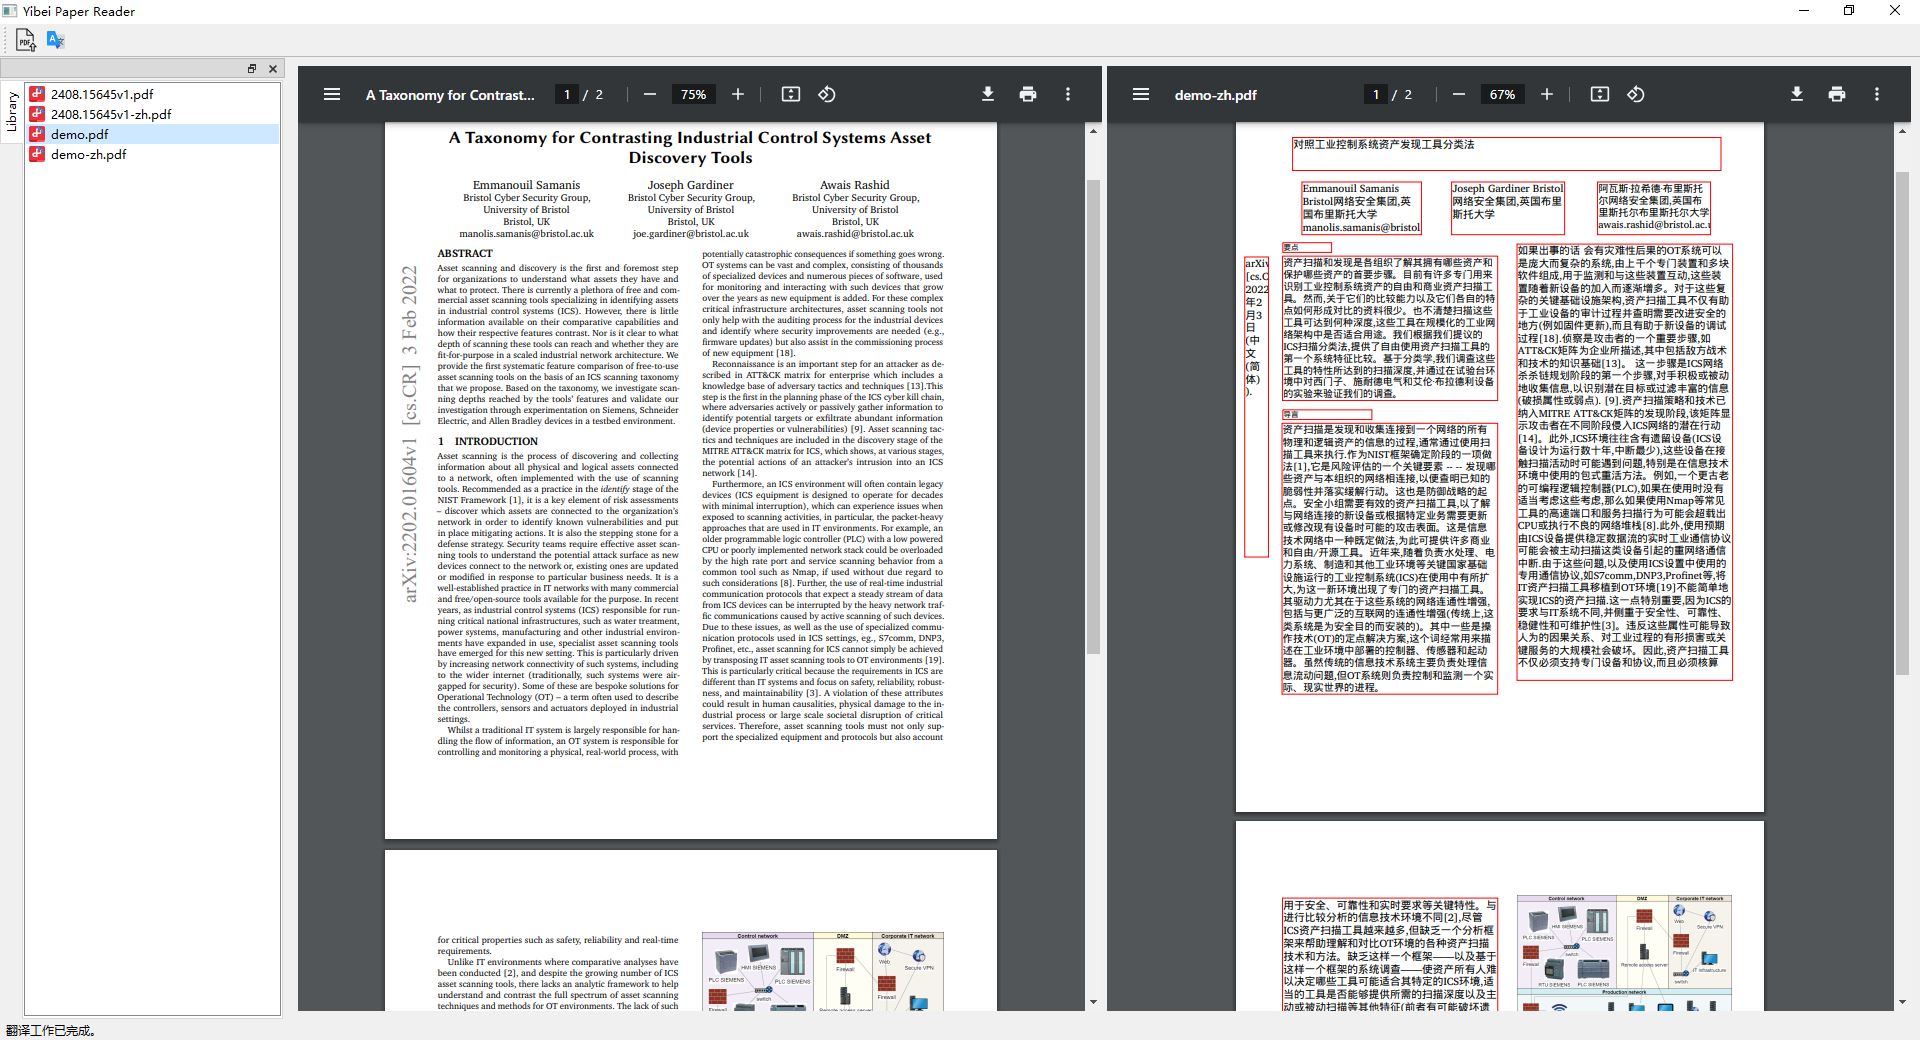 Yibei Paper Reader
Library
2408.15645v1.pdf
2408.15645v1-zh.pdf
demo.pdf
demo-zh.pdf
A Taxonomy for Contrast...
1 / 2
75%
A Taxonomy for Contrasting Industrial Control Systems Asset
Discovery Tools
Emmanouil Samanis
Bristol Cyber Security Group,
University of Bristol
Bristol, UK
manolis.samanis@bristol.ac.uk
Joseph Gardiner
Bristol Cyber Security Group,
University of Bristol
Bristol, UK
joe.gardiner@bristol.ac.uk
Awais Rashid
Bristol Cyber Security Group,
University of Bristol
Bristol, UK
awais.rashid@bristol.ac.uk
arXiv:2202.01604v1 [cs.CR] 3 Feb 2022
ABSTRACT
Asset scanning and discovery is the first and foremost step
for organizations to understand what assets they have and
what to protect. There is currently a plethora of free and com-
mercial asset scanning tools specializing in identifying assets
in industrial control systems (ICS). However, there is little
information available on their comparative capabilities and
how their respective features contrast. Nor is it clear to what
depth of scanning these tools can reach and whether they are
fit-for-purpose in a scaled industrial network architecture. We
provide the first systematic feature comparison of free-to-use
asset scanning tools on the basis of an ICS scanning taxonomy
that we propose. Based on the taxonomy, we investigate scan-
ning depths reached by the tools' features and validate our
investigation through experimentation on Siemens, Schneider
Electric, and Allen Bradley devices in a testbed environment.
1 INTRODUCTION
Asset scanning is the process of discovering and collecting
information about all physical and logical assets connected
to a network, often implemented with the use of scanning
tools. Recommended as a practice in the identify stage of the
NIST Framework [1], it is a key element of risk assessments
– discover which assets are connected to the organization's
network in order to identify known vulnerabilities and put
in place mitigating actions. It is also the stepping stone for a
defense strategy. Security teams require effective asset scan-
ning tools to understand the potential attack surface as new
devices connect to the network or, existing ones are updated
or modified in response to particular business needs. It is a
well-established practice in IT networks with many commercial
and free/open-source tools available for the purpose. In recent
years, as industrial control systems (ICS) responsible for run-
ning critical national infrastructures, such as water treatment,
power systems, manufacturing and other industrial environ-
ments have expanded in use, specialist asset scanning tools
have emerged for this new setting. This is particularly driven
by increasing network connectivity of such systems, including
to the wider internet (traditionally, such systems were air-
gapped for security). Some of these are bespoke solutions for
Operational Technology (OT) – a term often used to describe
the controllers, sensors and actuators deployed in industrial
settings.
Whilst a traditional IT system is largely responsible for han-
dling the flow of information, an OT system is responsible for
controlling and monitoring a physical, real-world process, with
potentially catastrophic consequences if something goes wrong.
OT systems can be vast and complex, consisting of thousands
of specialized devices and numerous pieces of software, used
for monitoring and interacting with such devices that grow
over the years as new equipment is added. For these complex
critical infrastructure architectures, asset scanning tools not
only help with the auditing process for the industrial devices
and identify where security improvements are needed (e.g.,
firmware updates) but also assist in the commissioning process
of new equipment [18].
Reconnaissance is an important step for an attacker as de-
scribed in ATT&CK matrix for enterprise which includes a
knowledge base of adversary tactics and techniques [13].This
step is the first in the planning phase of the ICS cyber kill chain,
where adversaries actively or passively gather information to
identify potential targets or exfiltrate abundant information
(device properties or vulnerabilities) [9]. Asset scanning tac-
tics and techniques are included in the discovery stage of the
MITRE ATT&CK matrix for ICS, which shows, at various stages,
the potential actions of an attacker's intrusion into an ICS
network [14].
Furthermore, an ICS environment will often contain legacy
devices (ICS equipment is designed to operate for decades
with minimal interruption), which can experience issues when
exposed to scanning activities, in particular, the packet-heavy
approaches that are used in IT environments. For example, an
older programmable logic controller (PLC) with a low powered
CPU or poorly implemented network stack could be overloaded
by the high rate port and service scanning behavior from a
common tool such as Nmap, if used without due regard to
such considerations [8]. Further, the use of real-time industrial
communication protocols that expect a steady stream of data
from ICS devices can be interrupted by the heavy network traf-
fic communications caused by active scanning of such devices.
Due to these issues, as well as the use of specialized commu-
nication protocols used in ICS settings, eg., S7comm, DNP3,
Profinet, etc., asset scanning for ICS cannot simply be achieved
by transposing IT asset scanning tools to OT environments [19].
This is particularly critical because the requirements in ICS are
different than IT systems and focus on safety, reliability, robust-
ness, and maintainability [3]. A violation of these attributes
could result in human causalities, physical damage to the in-
dustrial process or large scale societal disruption of critical
services. Therefore, asset scanning tools must not only sup-
port the specialized equipment and protocols but also account
for critical properties such as safety, reliability and real-time
requirements.
Unlike IT environments where comparative analyses have
been conducted [2], and despite the growing number of ICS
asset scanning tools, there lacks an analytic framework to help
understand and contrast the full spectrum of asset scanning
techniques and methods for OT environments. The lack of such
Control network
DMZ
Corporate IT network
HMI SIEMENS
PLC SIEMENS
PLC SIEMENS
switch
Firewall
Web
Secure VPN
Firewall
demo-zh.pdf
1 / 2
67%
对照工业控制系统资产发现工具分类法
Emmanouil Samanis
Bristol网络安全集团,英
国布里斯托大学
manolis.samanis@bristol
Joseph Gardiner Bristol
网络安全集团,英国布里
斯托大学
阿瓦斯·拉希德·布里斯托
尔网络安全集团,英国布
里斯托尔布里斯托尔大学
awais.rashid@bristol.ac.u
arXiv
[cs.C
2022
年2
月3
日
(中
文
(简
体)
).
要点
资产扫描和发现是各组织了解其拥有哪些资产和
保护哪些资产的首要步骤。目前有许多专门用来
识别工业控制系统资产的自由和商业资产扫描工
具。然而,关于它们的比较能力以及它们各自的特
点如何形成对比的资料很少。也不清楚扫描这些
工具可达到何种深度,这些工具在规模化的工业网
络架构中是否适合用途。我们根据我们提议的
ICS扫描分类法,提供了自由使用资产扫描工具的
第一个系统特征比较。基于分类学,我们调查这些
工具的特性所达到的扫描深度,并通过在试验台环
境中对西门子、施耐德电气和艾伦·布拉德利设备
的实验来验证我们的调查。
导言
资产扫描是发现和收集连接到一个网络的所有
物理和逻辑资产的信息的过程,通常通过使用扫
描工具来执行.作为NIST框架确定阶段的一项做
法[1],它是风险评估的一个关键要素 -- -- 发现哪
些资产与本组织的网络相连接,以便查明已知的
脆弱性并落实缓解行动。这也是防御战略的起
点。安全小组需要有效的资产扫描工具,以了解
与网络连接的新设备或根据特定业务需要更新
或修改现有设备时可能的攻击表面。这是信息
技术网络中一种既定做法,为此可提供许多商业
和自由/开源工具。近年来,随着负责水处理、电
力系统、制造和其他工业环境等关键国家基础
设施运行的工业控制系统(ICS)在使用中有所扩
大,为这一新环境出现了专门的资产扫描工具。
其驱动力尤其在于这些系统的网络连通性增强,
包括与更广泛的互联网的连通性增强(传统上,这
类系统是为安全目的而安装的)。其中一些是操
作技术(OT)的定点解决方案,这个词经常用来描
述在工业环境中部署的控制器、传感器和起动
器。虽然传统的信息技术系统主要负责处理信
息流动问题,但OT系统则负责控制和监测一个实
际、现实世界的进程。
如果出事的话 会有灾难性后果的OT系统可以
是庞大而复杂的系统,由上千个专门装置和多块
软件组成,用于监测和与这些装置互动,这些装
置随着新设备的加入而逐渐增多。对于这些复
杂的关键基础设施架构,资产扫描工具不仅有助
于工业设备的审计过程并查明需要改进安全的
地方(例如固件更新),而且有助于新设备的调试
过程[18].侦察是攻击者的一个重要步骤,如
ATT&CK矩阵为企业所描述,其中包括敌方战术
和技术的知识基础[13]。 这一步骤是ICS网络
杀杀链规划阶段的第一个步骤,对手积极或被动
地收集信息,以识别潜在目标或过滤丰富的信息
(破损属性或弱点). [9].资产扫描策略和技术已
纳入MITRE ATT&CK矩阵的发现阶段,该矩阵显
示攻击者在不同阶段侵入ICS网络的潜在行动
[14]。此外,ICS环境往往含有遗留设备(ICS设
备设计为运行数十年,中断最少),这些设备在接
触扫描活动时可能遇到问题,特别是在信息技术
环境中使用的包式重活方法。例如,一个更古老
的可编程逻辑控制器(PLC),如果在使用时没有
适当考虑这些考虑,那么如果使用Nmap等常见
工具的高速端口和服务扫描行为可能会超载出
CPU或执行不良的网络堆栈[8].此外,使用预期
由ICS设备提供稳定数据流的实时工业通信协议
可能会被主动扫描这类设备引起的重网络通信
中断.由于这些问题,以及使用ICS设置中使用的
专用通信协议,如S7comm,DNP3,Profinet等,将
IT资产扫描工具移植到OT环境[19]不能简单地
实现ICS的资产扫描.这一点特别重要,因为ICS的
要求与IT系统不同,并侧重于安全性、可靠性、
稳健性和可维护性[3]。违反这些属性可能导致
人为的因果关系、对工业过程的有形损害或关
键服务的大规模社会破坏。因此,资产扫描工具
不仅必须支持专门设备和协议,而且必须核算
用于安全、可靠性和实时要求等关键特性。与
进行比较分析的信息技术环境不同[2],尽管
ICS资产扫描工具越来越多,但缺乏一个分析框
架来帮助理解和对比OT环境的各种资产扫描
技术和方法。缺乏这样一个框架——以及基于
这样一个框架的系统调查——使资产所有人难
以决定哪些工具可能适合其特定的ICS环境,适
当的工具是否能够提供所需的扫描深度以及主
动或被动扫描等其他特征(前者有可能破坏遗
Control network
DMZ
Corporate IT network
HMI SIEMENS
PLC SIEMENS
PLC SIEMENS
switch
RTU SIEMENS
PLC SIEMENS
Firewall
Remote access server
Web
Secure VPN
Firewall
IT infrastructure
switch
Production network
翻译工作已完成。